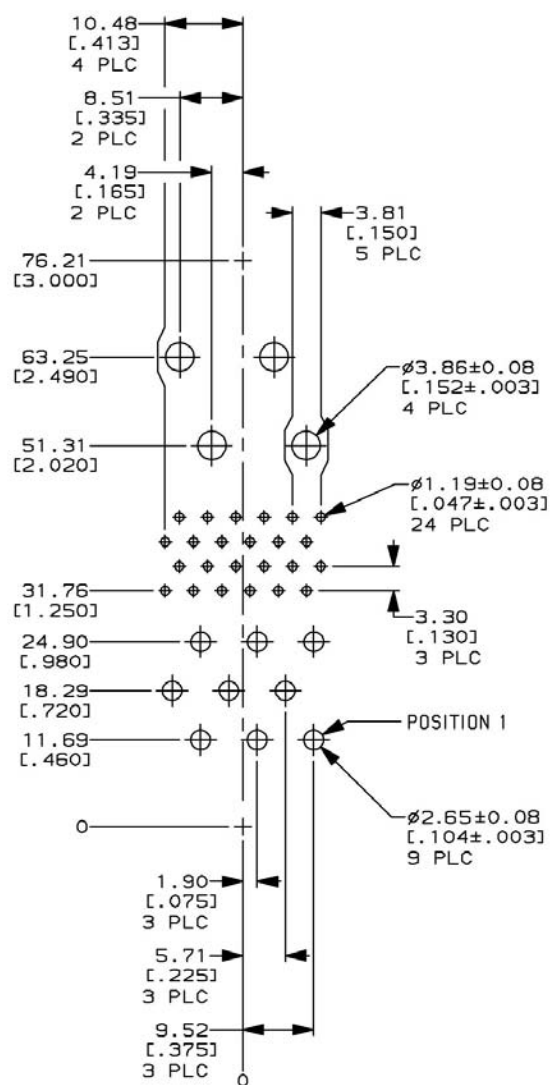 10.48
[.413]
4 PLC
8.51
[.335]
2 PLC
4.19
[.165]
2 PLC
3.81
[.150]
5 PLC
76.21
[3.000]
63.25
[2.490]
ø3.86±0.08
[.152±.003]
4 PLC
51.31
[2.020]
ø1.19±0.08
[.047±.003]
24 PLC
31.76
[1.250]
3.30
[.130]
3 PLC
24.90
[.980]
18.29
[.720]
POSITION 1
11.69
[.460]
ø2.65±0.08
[.104±.003]
9 PLC
0
1.90
[.075]
3 PLC
5.71
[.225]
3 PLC
9.52
[.375]
3 PLC
0